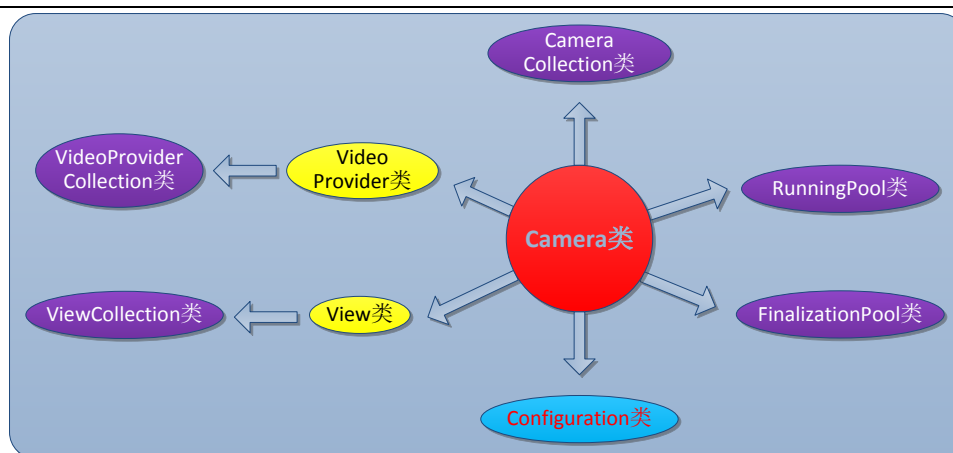 Camera
Collection类
VideoProvider
Collection类
Video
Provider类
RunningPool类
Camera类
ViewCollection类
View类
FinalizationPool类
Configuration类